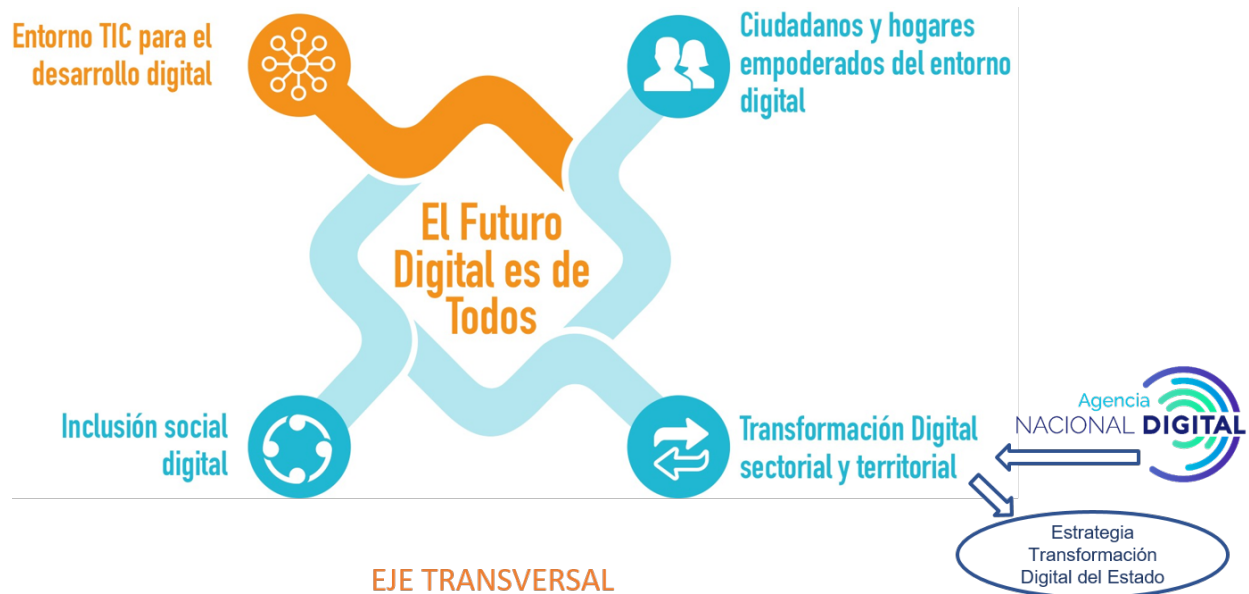 Entorno TIC para el
desarrollo digital
Ciudadanos y hogares
empoderados del entorno
digital
El Futuro
Digital es de
Todos
Inclusión social
digital
Transformación Digital
sectorial y territorial
Agencia
NACIONAL DIGITAL
Estrategia
Transformación
Digital del Estado
EJE TRANSVERSAL